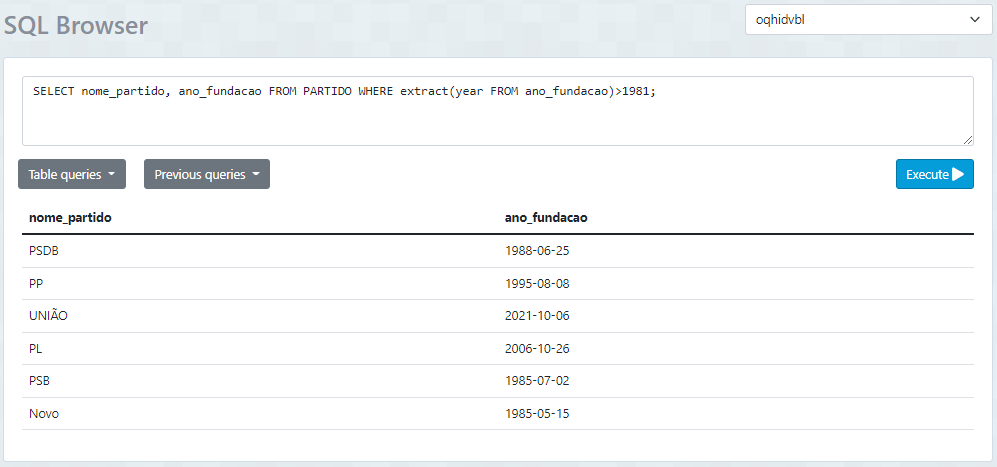 SQL Browser
oqhidvbl
SELECT nome_partido, ano_fundacao FROM PARTIDO WHERE extract(year FROM ano_fundacao)>1981;
Table queries
Previous queries
Execute
nome_partido ano_fundacao
PSDB 1988-06-25
PP 1995-08-08
UNIÃO 2021-10-06
PL 2006-10-26
PSB 1985-07-02
Novo 1985-05-15